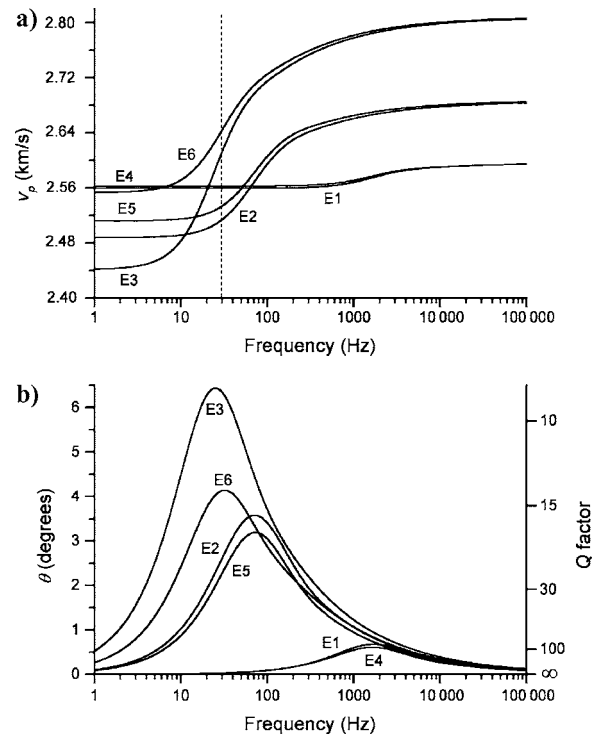 a)
2.80
2.72
2.64
2.56
2.48
2.40
v_p (km/s)
E4
E6
E5
E2
E1
E3
1 10 100 1000 10 000 100 000
Frequency (Hz)
b)
6
5
4
3
2
1
0
θ (degrees)
E3
E6
E2
E5
E1
E4
10
15
30
100
∞
Q factor
1 10 100 1000 10 000 100 000
Frequency (Hz)